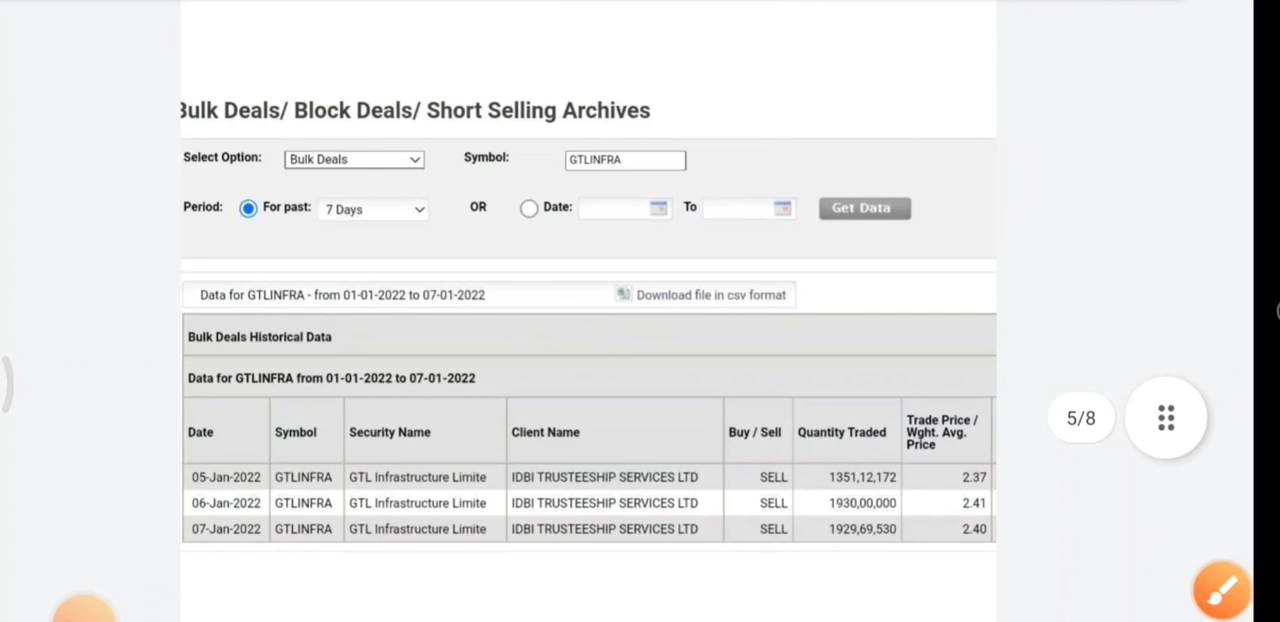 Bulk Deals/ Block Deals/ Short Selling Archives
Select Option: Bulk Deals Symbol: GTLINFRA
Period: For past: 7 Days OR Date: To Get Data
Data for GTLINFRA - from 01-01-2022 to 07-01-2022 Download file in csv format
Bulk Deals Historical Data
Data for GTLINFRA from 01-01-2022 to 07-01-2022
Date Symbol Security Name Client Name Buy / Sell Quantity Traded Trade Price / Wght. Avg. Price
05-Jan-2022 GTLINFRA GTL Infrastructure Limite IDBI TRUSTEESHIP SERVICES LTD SELL 1351,12,172 2.37
06-Jan-2022 GTLINFRA GTL Infrastructure Limite IDBI TRUSTEESHIP SERVICES LTD SELL 1930,00,000 2.41
07-Jan-2022 GTLINFRA GTL Infrastructure Limite IDBI TRUSTEESHIP SERVICES LTD SELL 1929,69,530 2.40
5/8